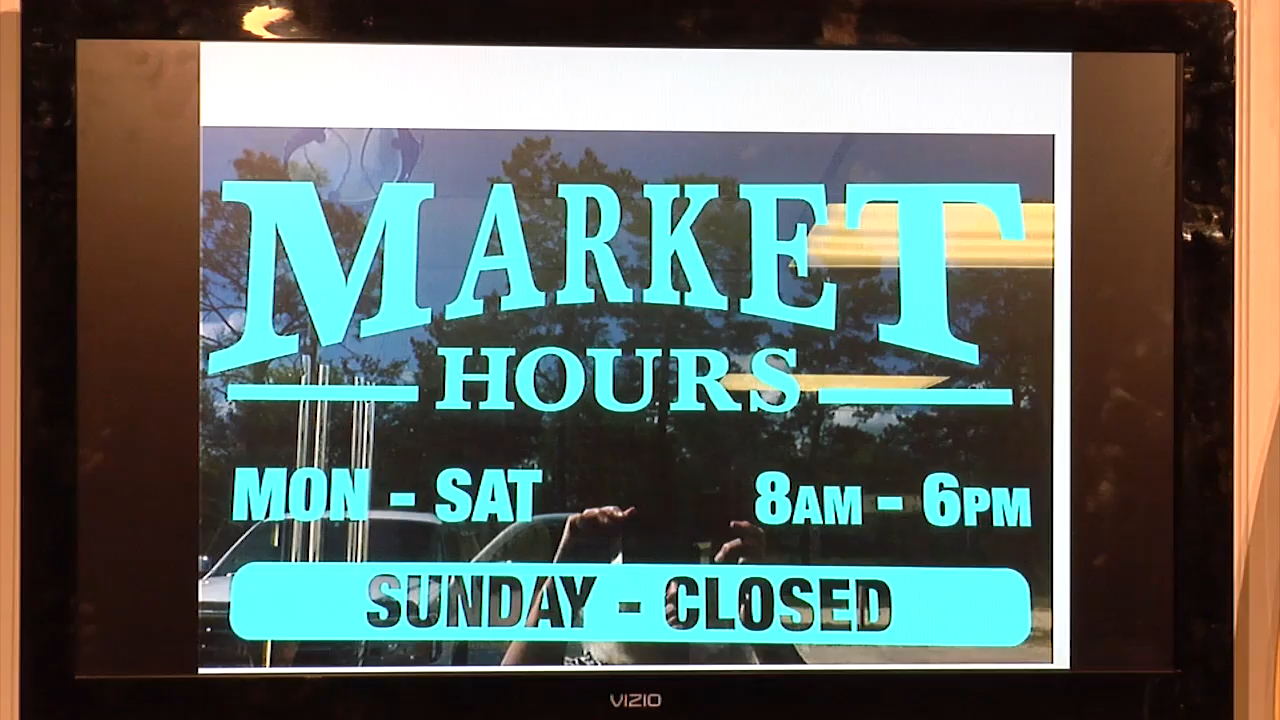 MARKET
HOURS
MON - SAT 8AM - 6PM
SUNDAY - CLOSED
VIZIO